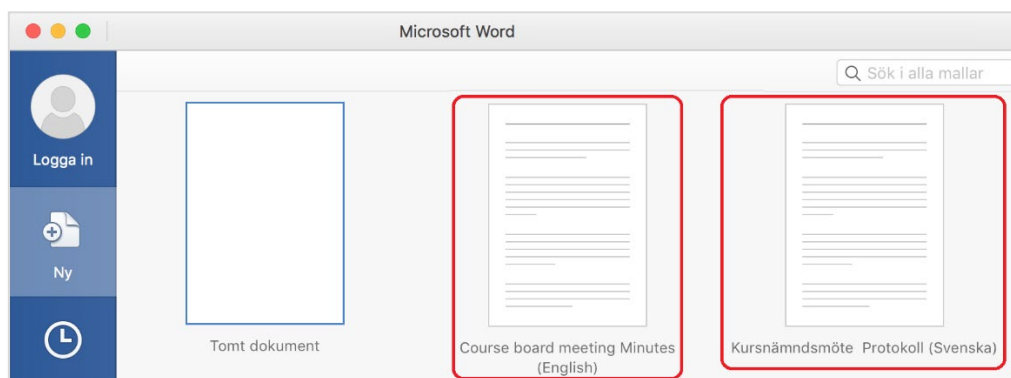 Microsoft Word
Sök i alla mallar
Logga in
Ny
Tomt dokument
Course board meeting Minutes
(English)
Kursnämndsmöte Protokoll (Svenska)